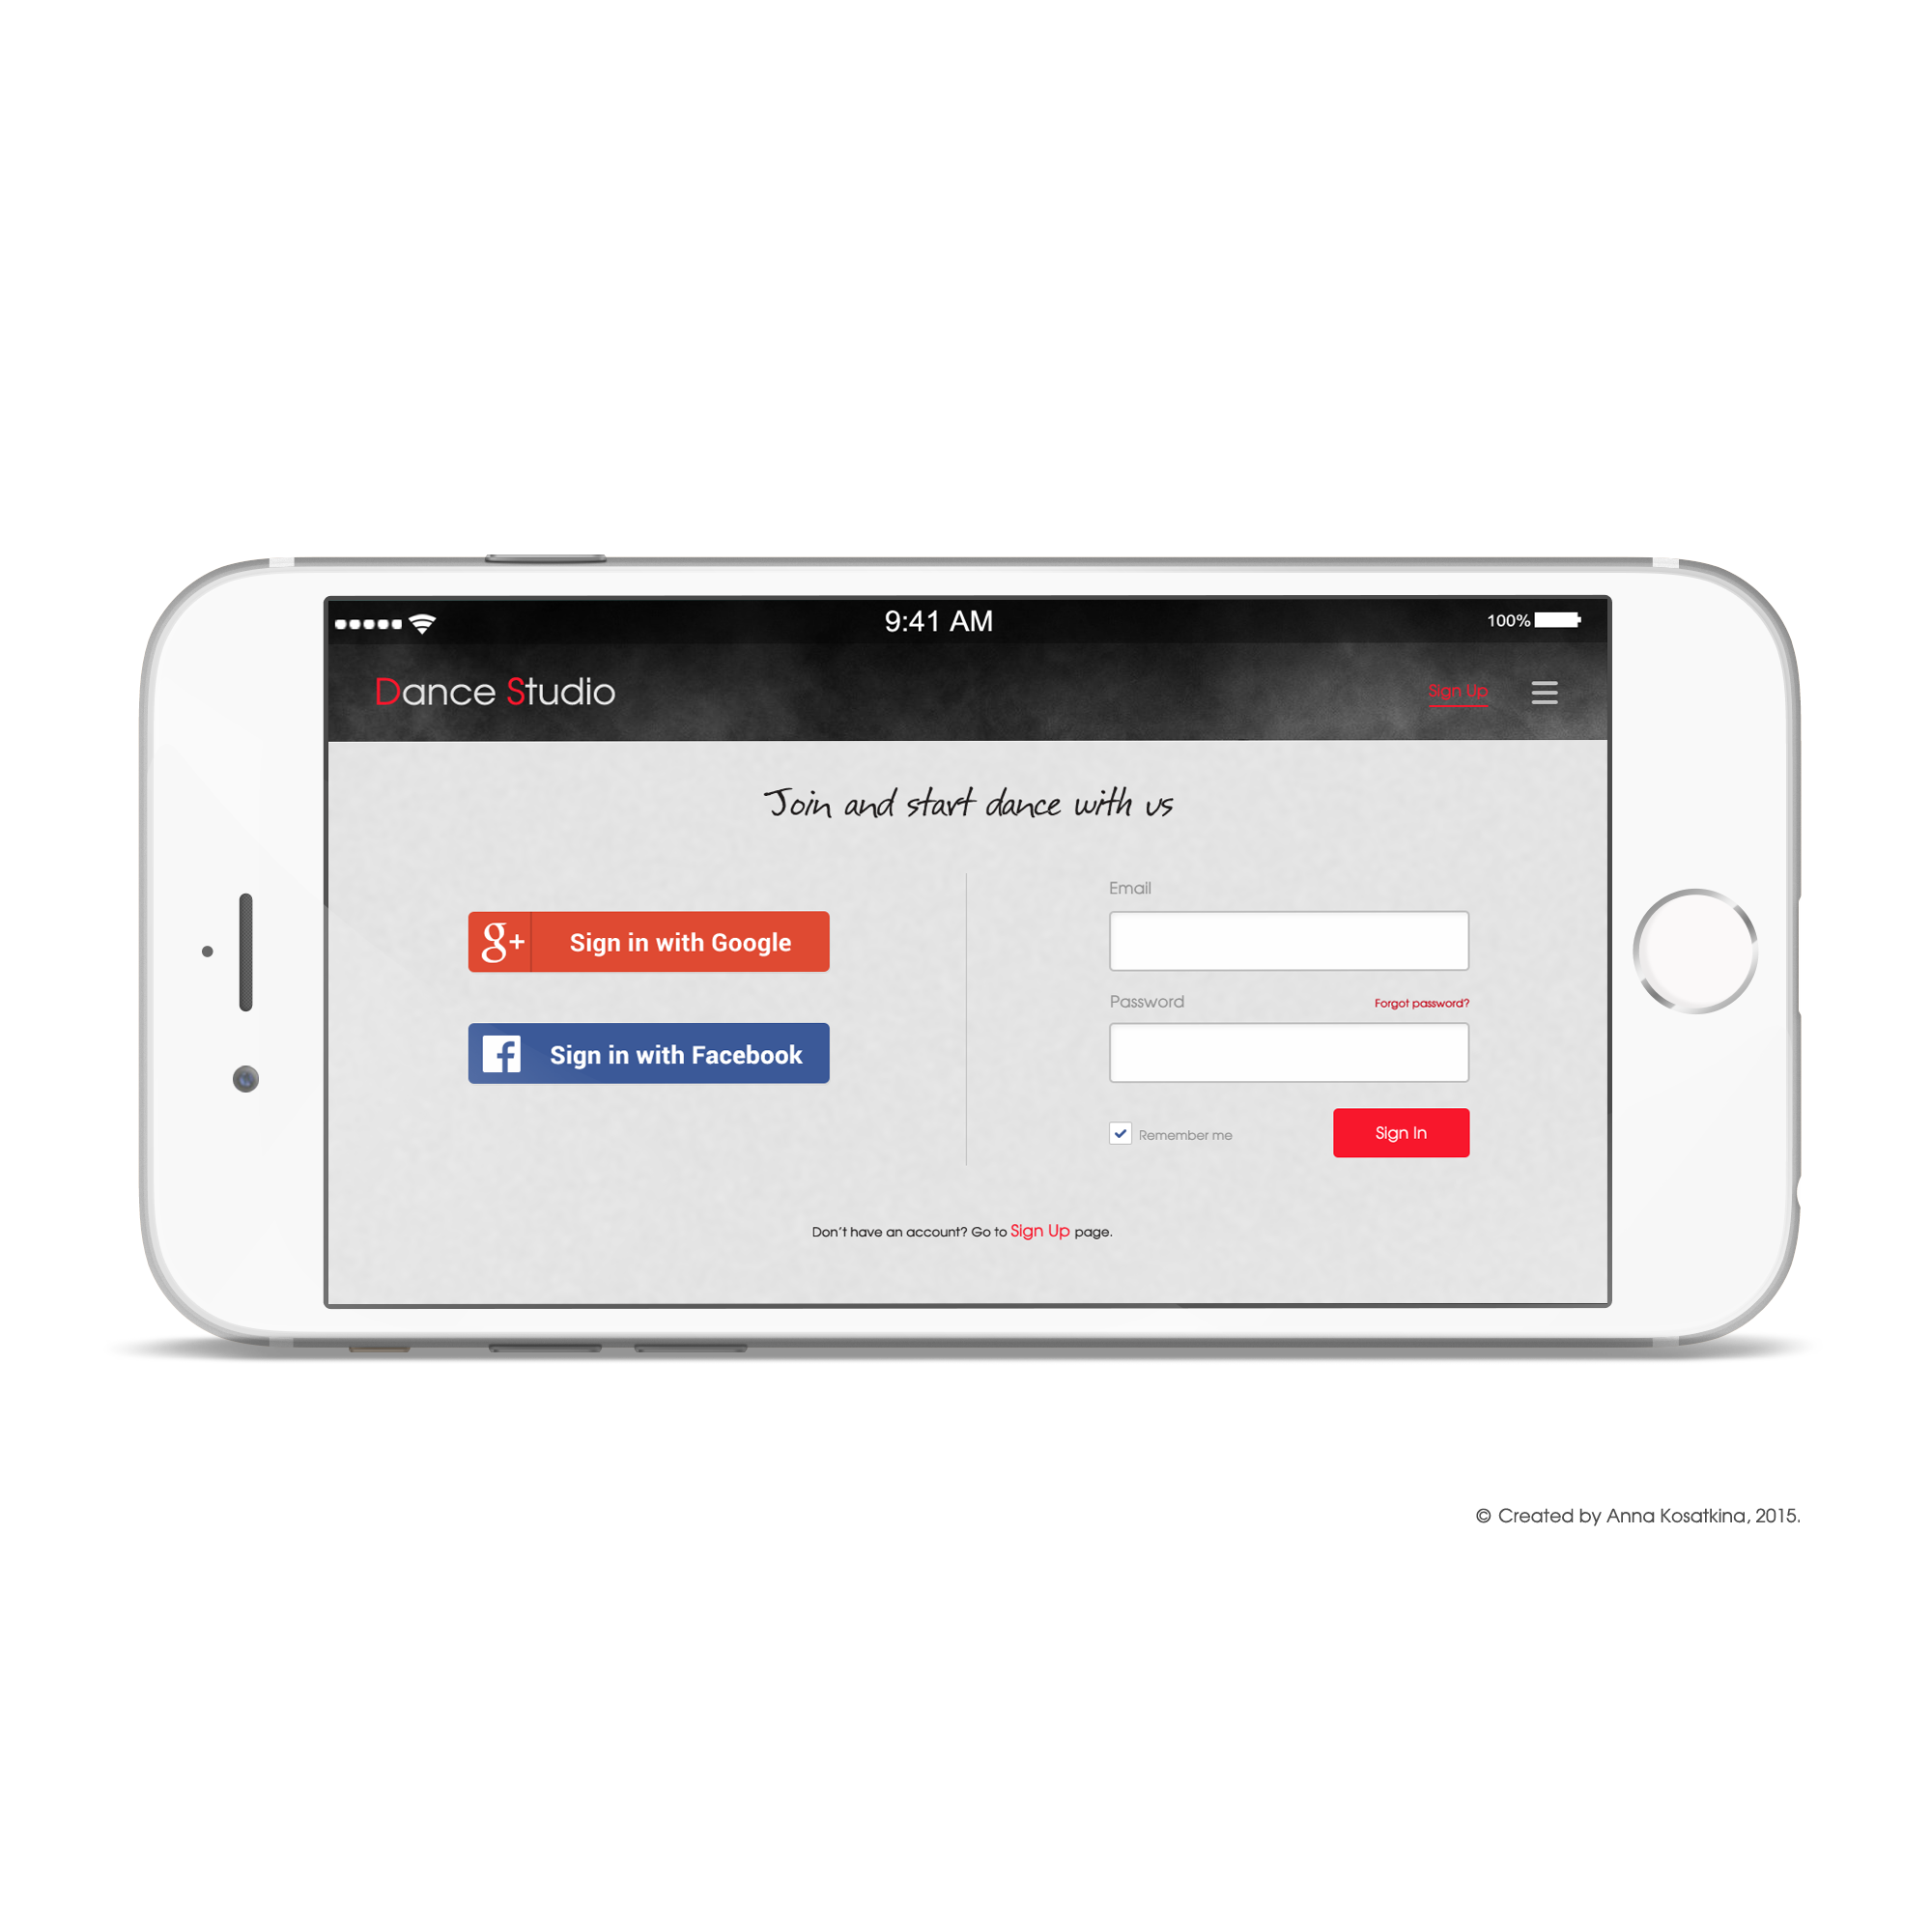 9:41 AM
100%
Dance Studio
Sign Up
Join and start dance with us
g+ Sign in with Google
f Sign in with Facebook
Email
Password
Forgot password?
Remember me
Sign In
Don't have an account? Go to Sign Up page.
© Created by Anna Kosatkina, 2015.